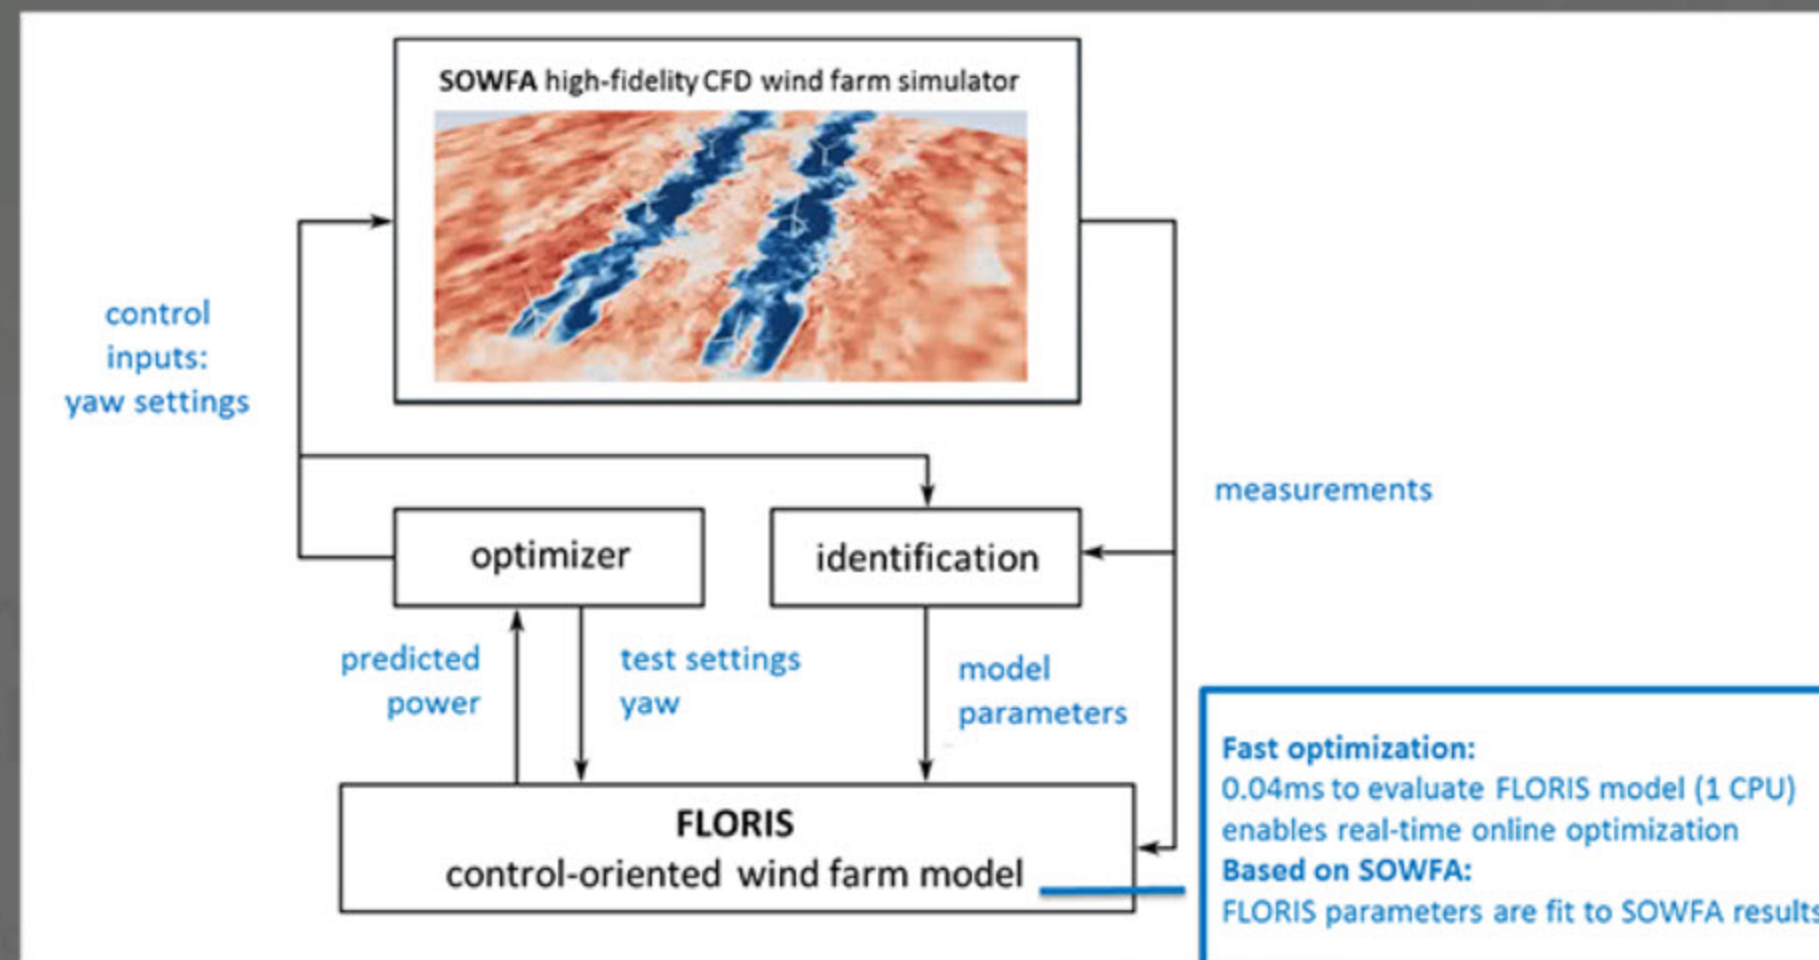 SOWFA high-fidelity CFD wind farm simulator
control
inputs:
yaw settings
measurements
optimizer
identification
predicted
power
test settings
yaw
model
parameters
FLORIS
control-oriented wind farm model
Fast optimization:
0.04ms to evaluate FLORIS model (1 CPU)
enables real-time online optimization
Based on SOWFA:
FLORIS parameters are fit to SOWFA results